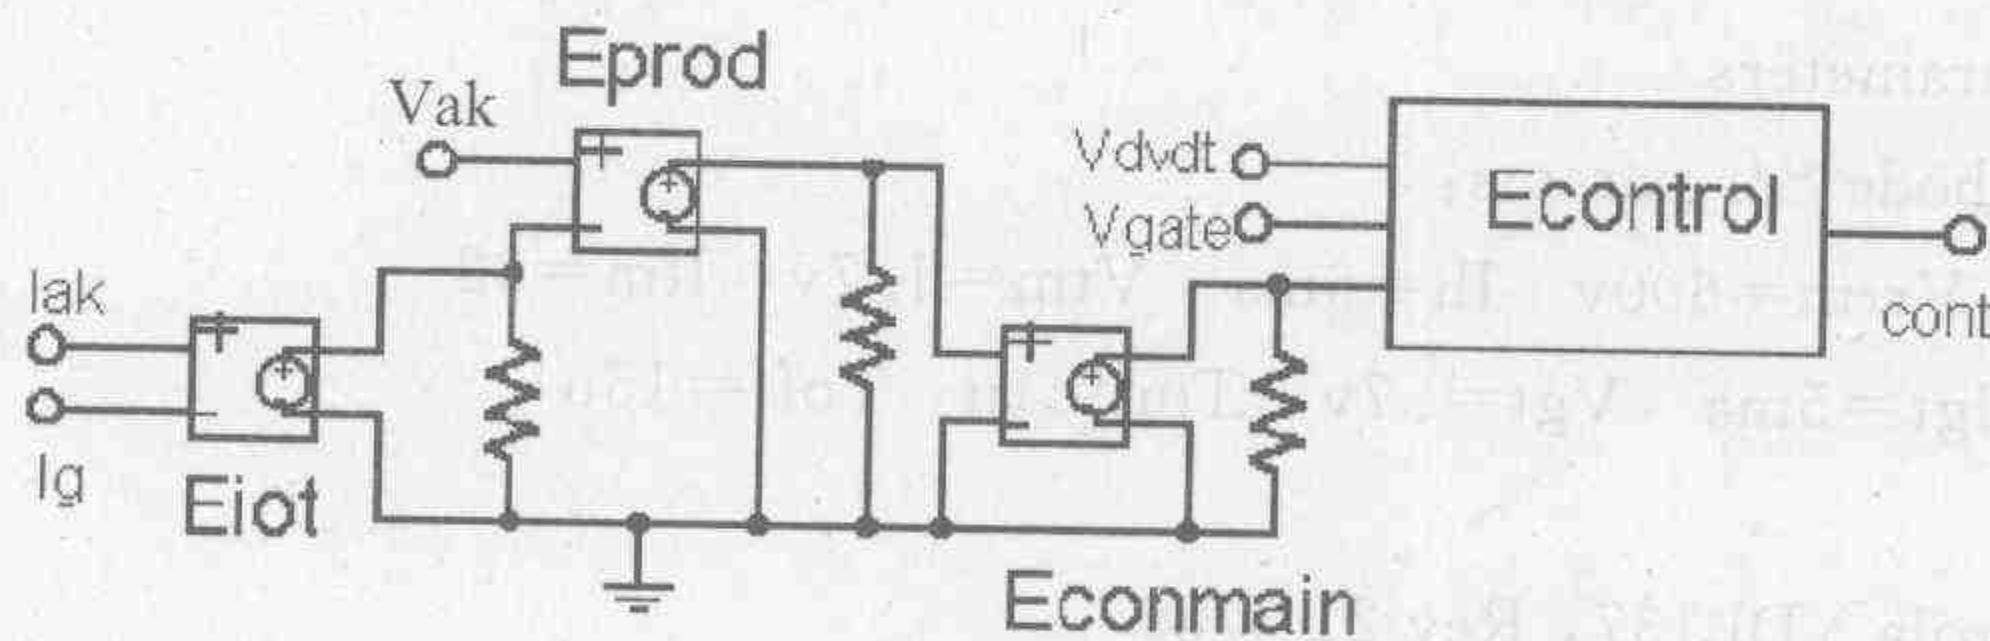 Eprod
Vak
Vdvdt
Vgate
Econtrol
cont
Iak
Ig
Eiot
Econmain